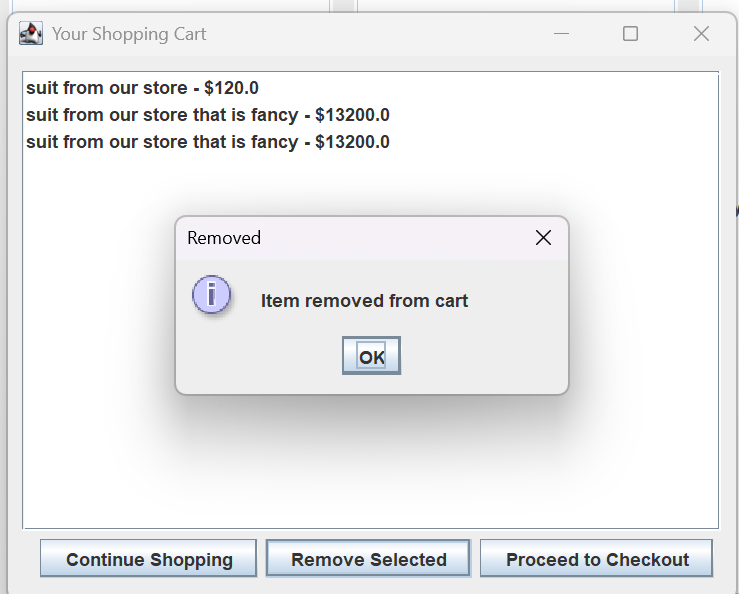 Your Shopping Cart
suit from our store - $120.0
suit from our store that is fancy - $13200.0
suit from our store that is fancy - $13200.0
Removed
i
Item removed from cart
OK
Continue Shopping
Remove Selected
Proceed to Checkout